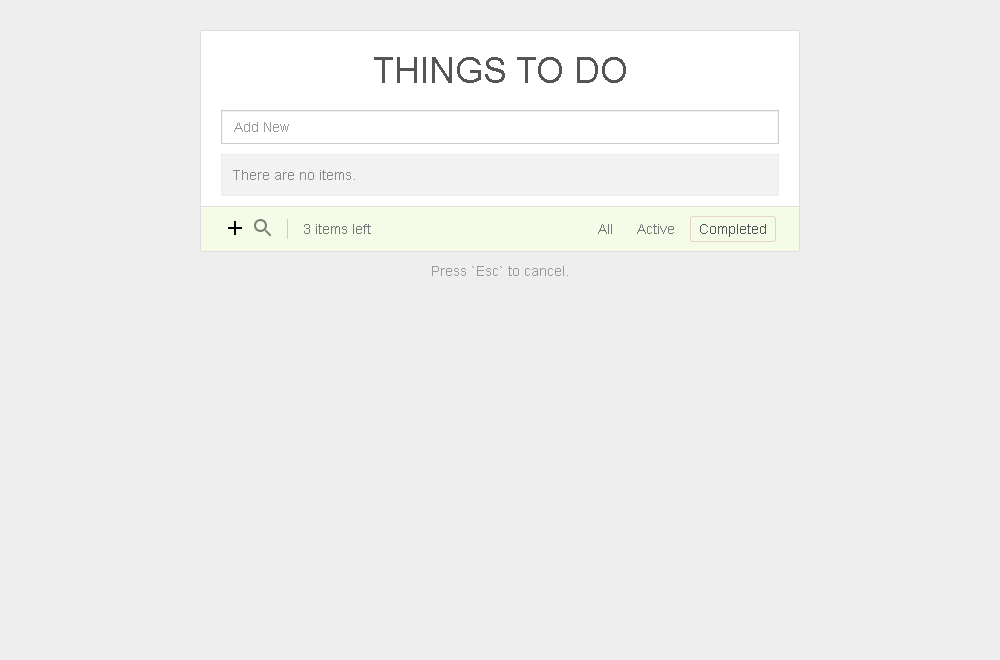 THINGS TO DO
Add New
There are no items.
3 items left All Active Completed
Press `Esc` to cancel.